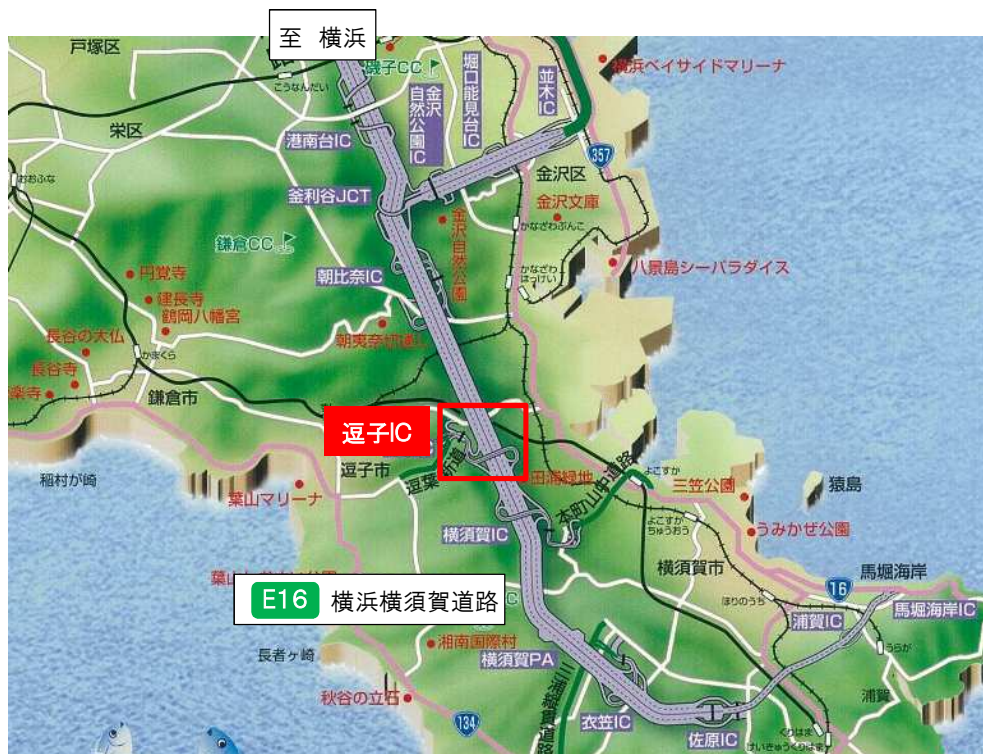 至 横浜
戸塚区
磯子CC
横浜ベイサイドマリーナ
こうなんだい
金沢
自然公園
IC
堀口能見台IC
並木IC
栄区
港南台IC
357
おおふな
金沢区
釜利谷JCT
金沢文庫
かなざわぶんこ
金沢自然公園
鎌倉CC
円覚寺
朝比奈IC
かなざわ
はっけい
八景島シーパラダイス
建長寺
鶴岡八幡宮
長谷の大仏
朝夷奈切通し
かまくら
長谷寺
楽寺
鎌倉市
逗子IC
逗子市
逗葉
街道
田浦緑地
本町山中道路
よこすか
稲村が崎
葉山マリーナ
三笠公園
猿島
横須賀IC
よこすか
ちゅうおう
うみかぜ公園
横須賀市
馬堀海岸
E16 横浜横須賀道路
16
ほりのうち
浦賀IC
馬堀海岸IC
湘南国際村
うらが
長者ヶ崎
横須賀PA
三浦縦貫道路
秋谷の立石
浦賀
134
衣笠IC
佐原IC
くりはま
けいきゅうくりはま